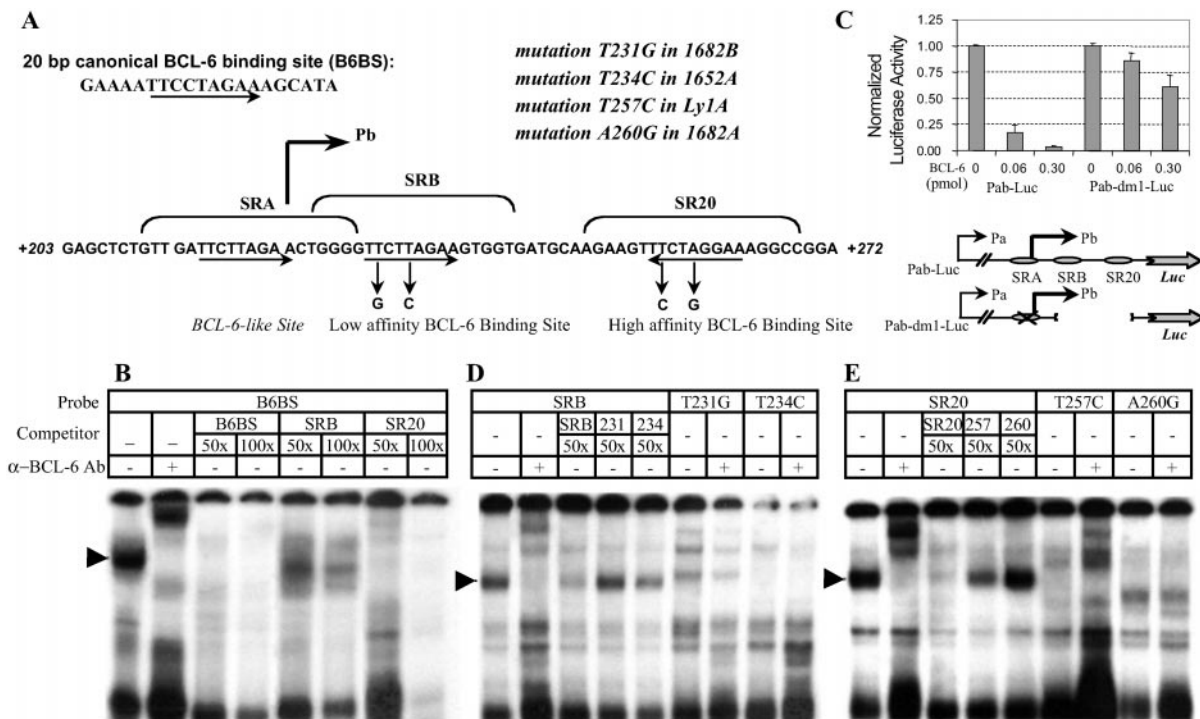 A
20 bp canonical BCL-6 binding site (B6BS):
GAAAATTCCTAGAAAGCATA
mutation T231G in 1682B
mutation T234C in 1652A
mutation T257C in Ly1A
mutation A260G in 1682A
Pb
SRA
SRB
SR20
+203 GAGCTCTGTT GATTCTTAGA ACTGGGGTTCTTAGAAGTGGTGATGCAAGAAGTTTCTAGGAAAGGCCGGA +272
G C
C G
BCL-6-like Site
Low affinity BCL-6 Binding Site
High affinity BCL-6 Binding Site
C
Normalized
Luciferase Activity
1.25
1.00
0.75
0.50
0.25
0.00
BCL-6 (pmol)
0 0.06 0.30 0 0.06 0.30
Pab-Luc Pab-dm1-Luc
Pa Pb
Pab-Luc
SRA SRB SR20 Luc
Pa Pb
Pab-dm1-Luc
Luc
B
Probe B6BS
Competitor - - B6BS SRB SR20
50x 100x 50x 100x 50x 100x
α-BCL-6 Ab - + - - - - - -
D
SRB T231G T234C
- - SRB 231 234 - - - -
50x 50x 50x
- + - - - - + - +
E
SR20 T257C A260G
- - SR20 257 260 - - - -
50x 50x 50x
- + - - - - + - +